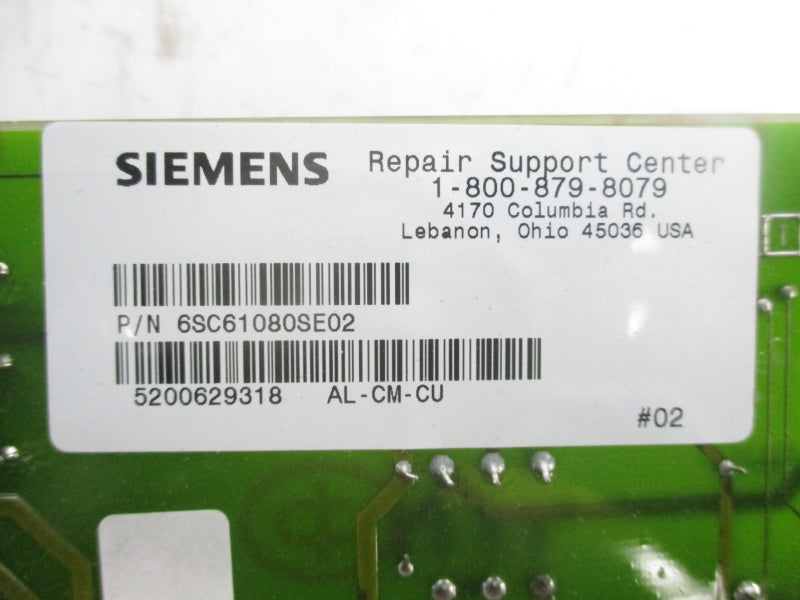 SIEMENS Repair Support Center
1-800-879-8079
4170 Columbia Rd.
Lebanon, Ohio 45036 USA
P/N 6SC61080SE02
5200629318 AL-CM-CU
#02